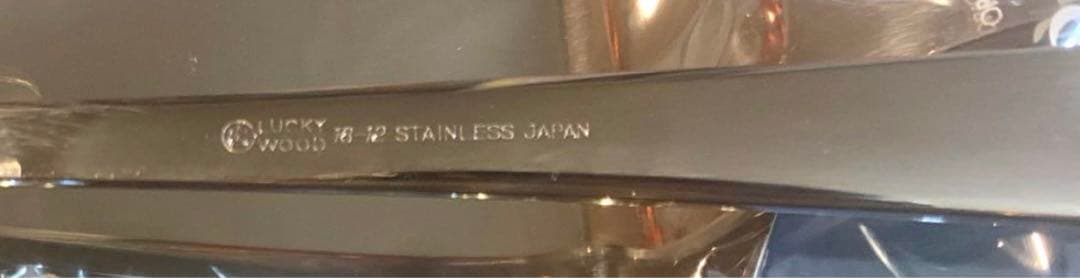 LUCKY
WOOD 18-12 STAINLESS JAPAN